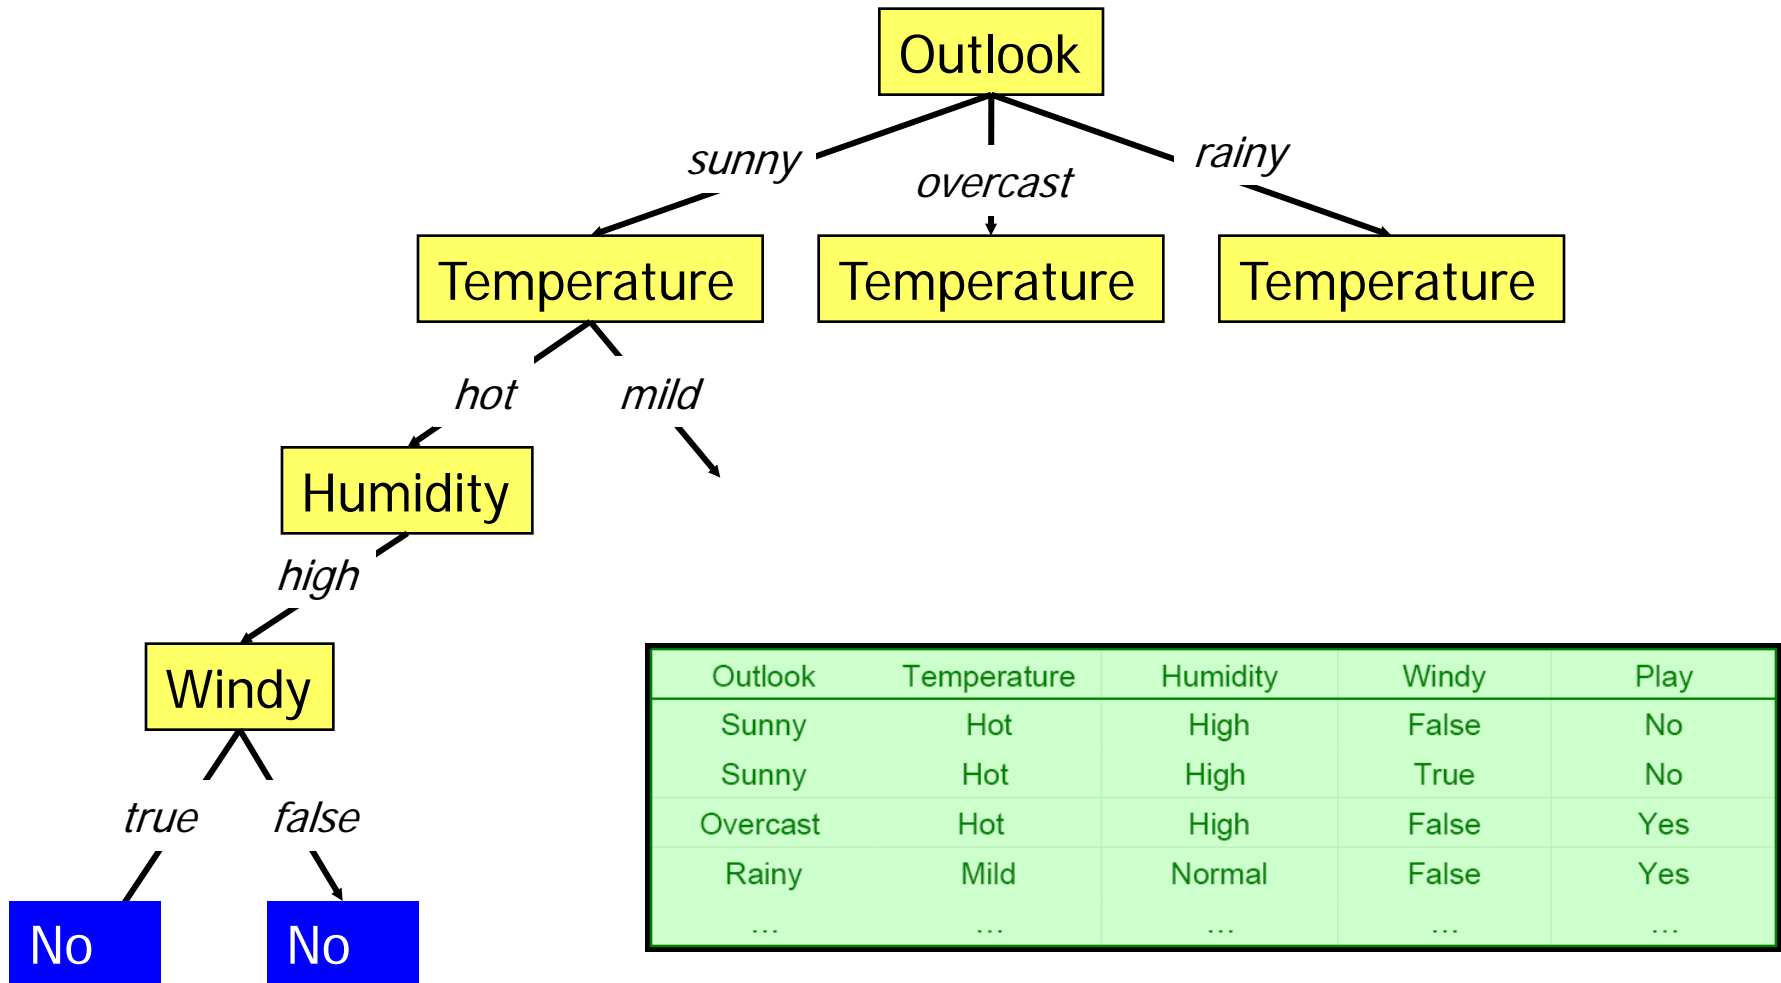 Outlook
sunny
overcast
rainy
Temperature Temperature Temperature
hot mild
Humidity
high
Windy
true false
No No
Outlook Temperature Humidity Windy Play
Sunny Hot High False No
Sunny Hot High True No
Overcast Hot High False Yes
Rainy Mild Normal False Yes
... ... ... ... ...